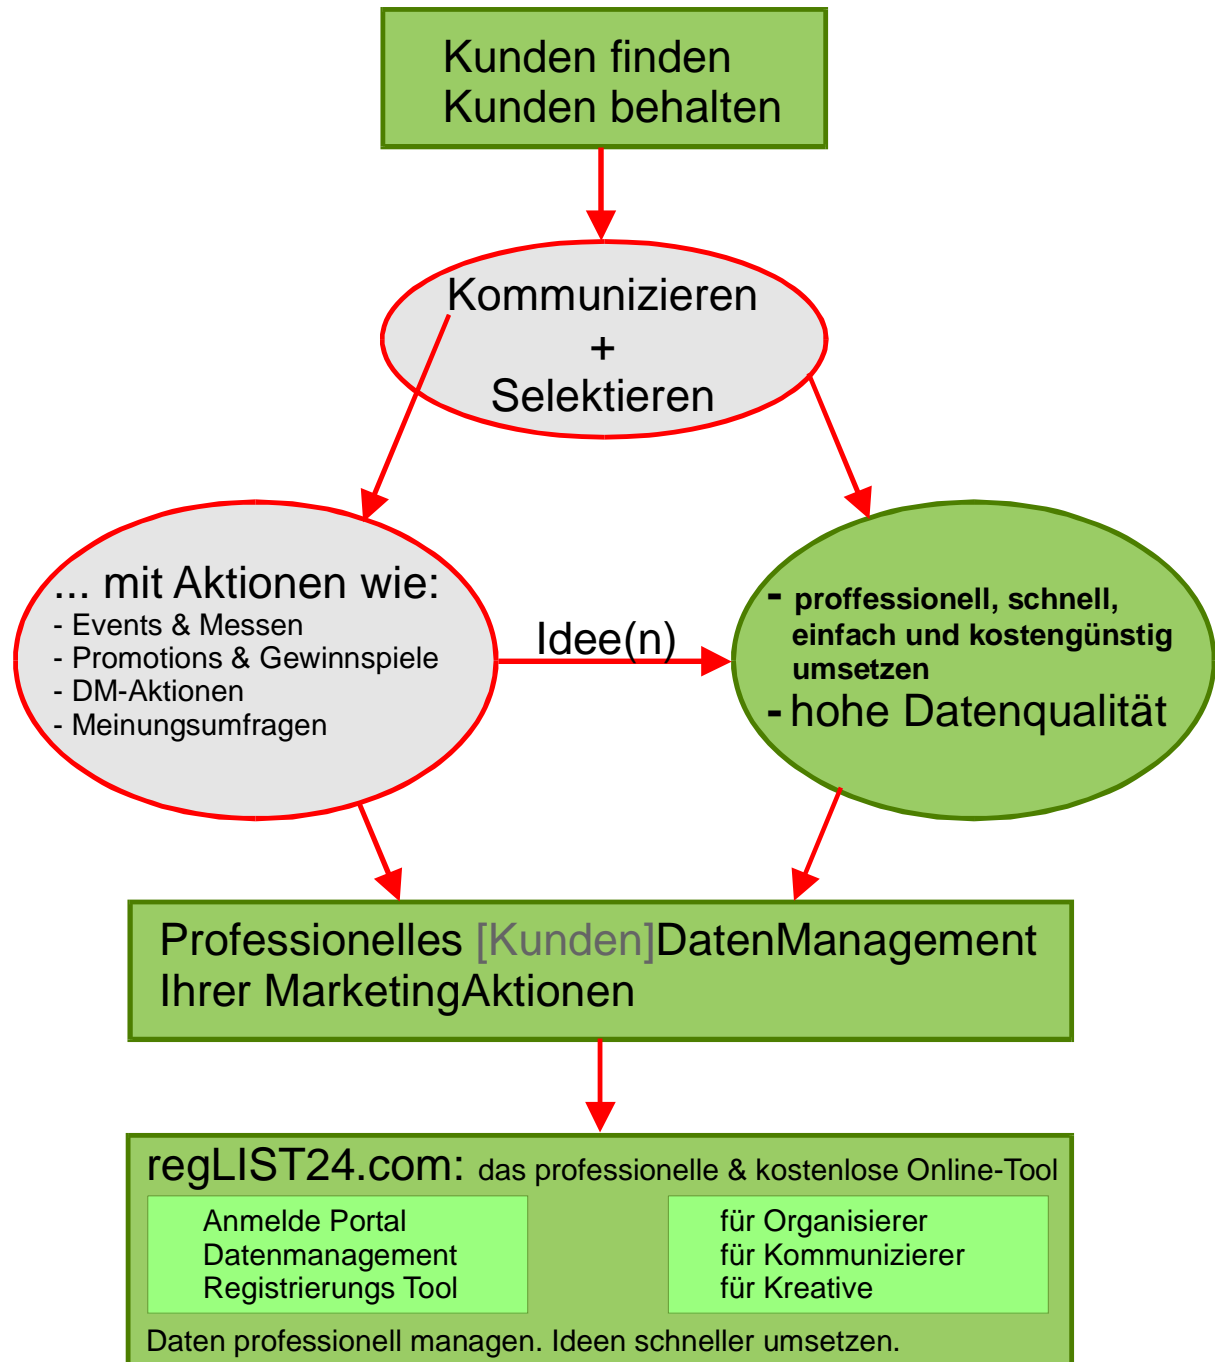 Kunden finden
Kunden behalten
Kommunizieren
+
Selektieren
... mit Aktionen wie:
- Events & Messen
- Promotions & Gewinnspiele
- DM-Aktionen
- Meinungsumfragen
Idee(n)
- proffessionell, schnell,
einfach und kostengünstig
umsetzen
- hohe Datenqualität
Professionelles [Kunden]DatenManagement
Ihrer MarketingAktionen
regLIST24.com: das professionelle & kostenlose Online-Tool
Anmelde Portal
Datenmanagement
Registrierungs Tool
für Organisierer
für Kommunizierer
für Kreative
Daten professionell managen. Ideen schneller umsetzen.